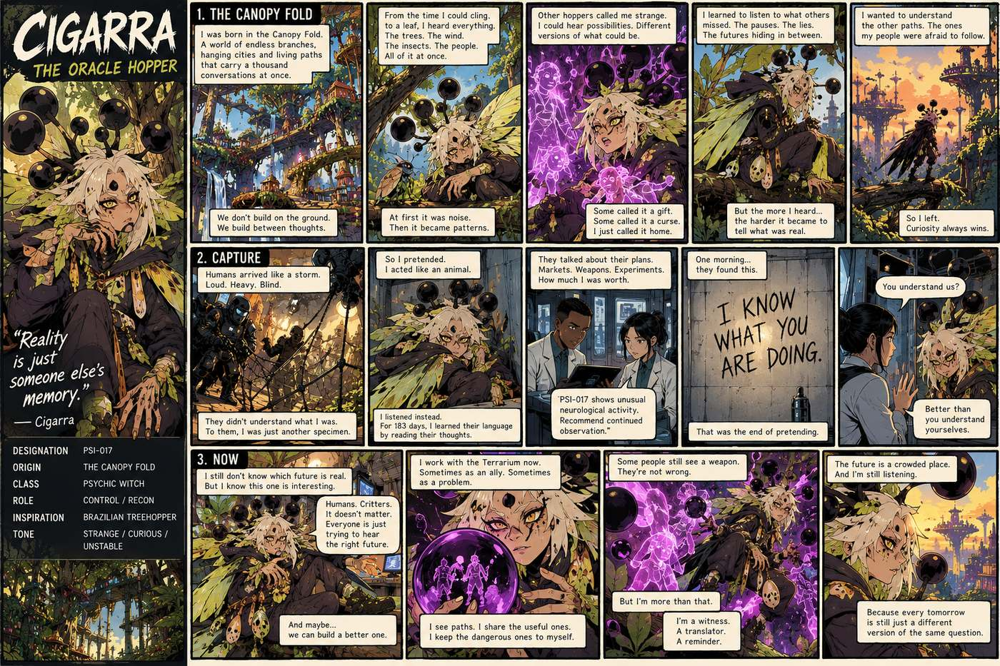 CIGARRA
THE ORACLE HOPPER
"Reality
is just
someone else's
memory."
— Cigarra
DESIGNATION PSI-017
ORIGIN THE CANOPY FOLD
CLASS PSYCHIC WITCH
ROLE CONTROL / RECON
INSPIRATION BRAZILIAN TREEHOPPER
TONE STRANGE / CURIOUS /
UNSTABLE
1. THE CANOPY FOLD
I was born in the Canopy Fold.
A world of endless branches,
hanging cities and living paths
that carry a thousand
conversations at once.
We don't build on the ground.
We build between thoughts.
From the time I could cling.
to a leaf, I heard everything.
The trees. The wind.
The insects. The people.
All of it at once.
At first it was noise.
Then it became patterns.
Other hoppers called me strange.
I could hear possibilities. Different
versions of what could be.
Some called it a gift.
Some called it a curse.
I just called it home.
I learned to listen to what others
missed. The pauses. The lies.
The futures hiding in between.
But the more I heard...
the harder it became to
tell what was real.
I wanted to understand
the other paths. The ones
my people were afraid to follow.
So I left.
Curiosity always wins.
2. CAPTURE
Humans arrived like a storm.
Loud. Heavy. Blind.
They didn't understand what I was.
To them, I was just another specimen.
So I pretended.
I acted like an animal.
I listened instead.
For 183 days, I learned their language
by reading their thoughts.
They talked about their plans.
Markets. Weapons. Experiments.
How much I was worth.
"PSI-017 shows unusual
neurological activity.
Recommend continued
observation."
One morning...
they found this.
I KNOW
WHAT YOU
ARE DOING.
That was the end of pretending.
You understand us?
Better than
you understand
yourselves.
3. NOW
I still don't know which future is real.
But I know this one is interesting.
Humans. Critters.
It doesn't matter.
Everyone is just
trying to hear
the right future.
And maybe...
we can build a better one.
I work with the Terrarium now.
Sometimes as an ally. Sometimes
as a problem.
I see paths. I share the useful ones.
I keep the dangerous ones to myself.
Some people still see a weapon.
They're not wrong.
But I'm more than that.
I'm a witness.
A translator.
A reminder.
The future is a crowded place.
And I'm still listening.
Because every tomorrow
is still just a different
version of the same question.